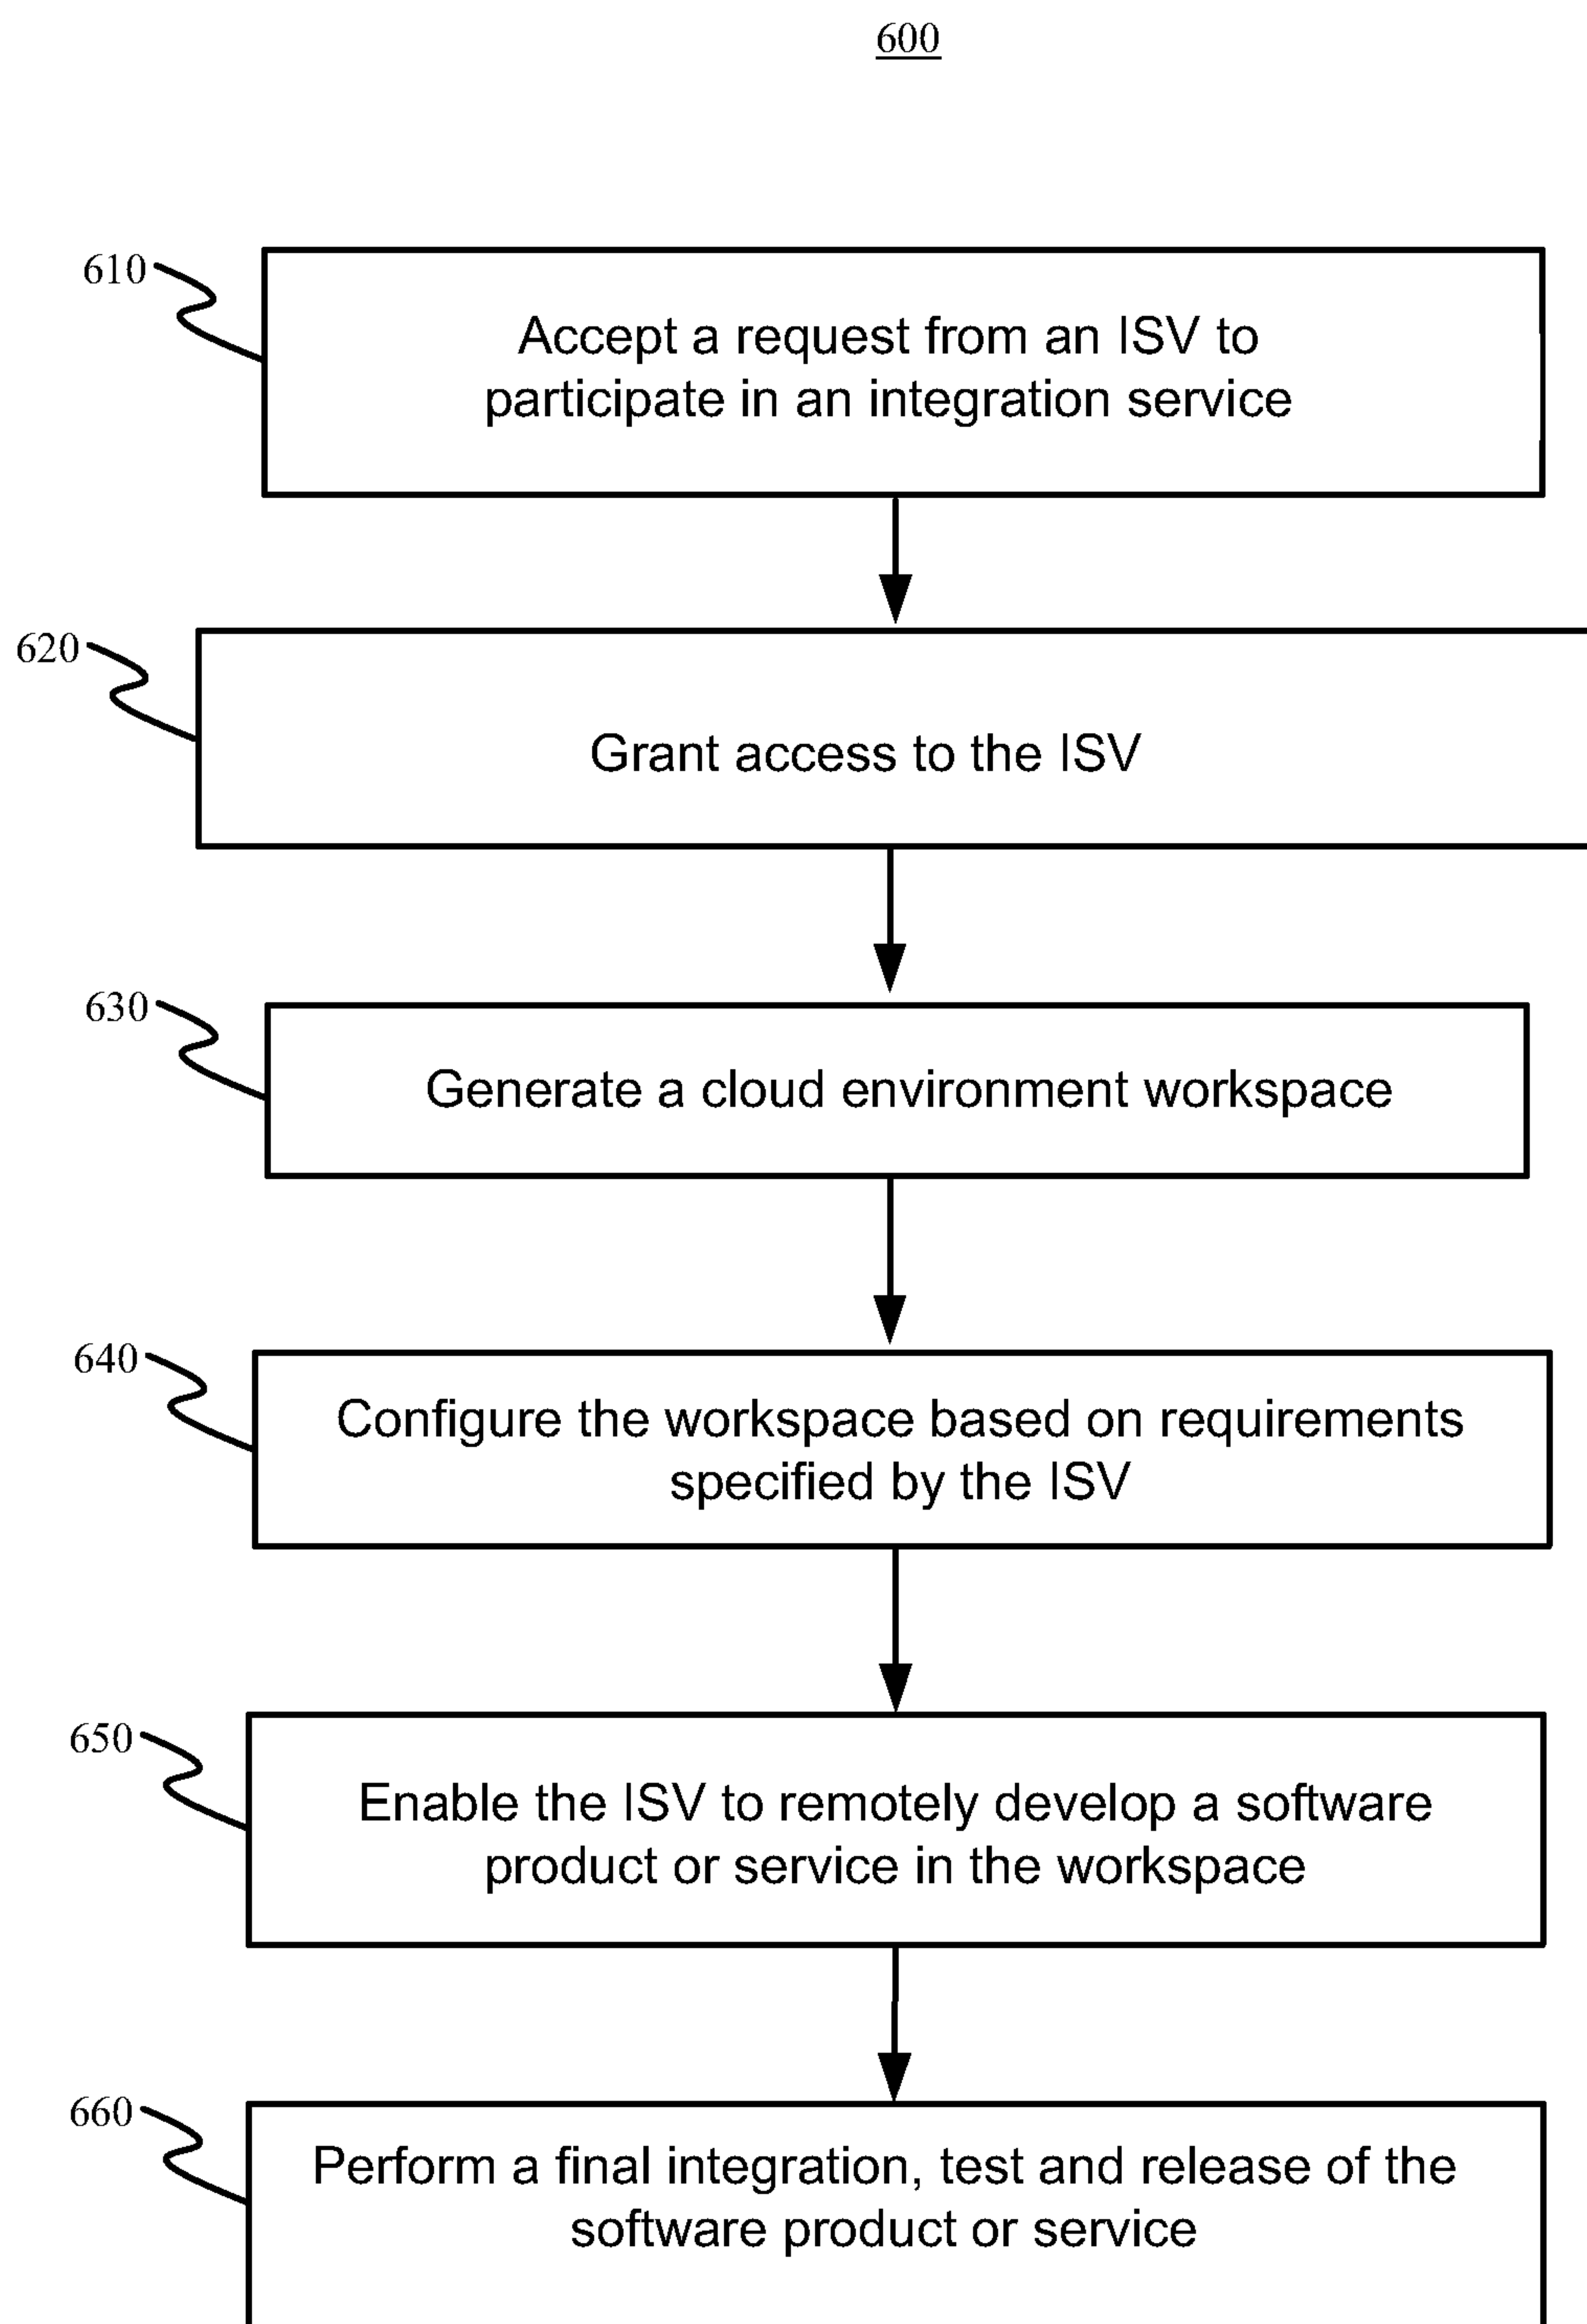 600
610
Accept a request from an ISV to
participate in an integration service
620
Grant access to the ISV
630
Generate a cloud environment workspace
640
Configure the workspace based on requirements
specified by the ISV
650
Enable the ISV to remotely develop a software
product or service in the workspace
660
Perform a final integration, test and release of the
software product or service